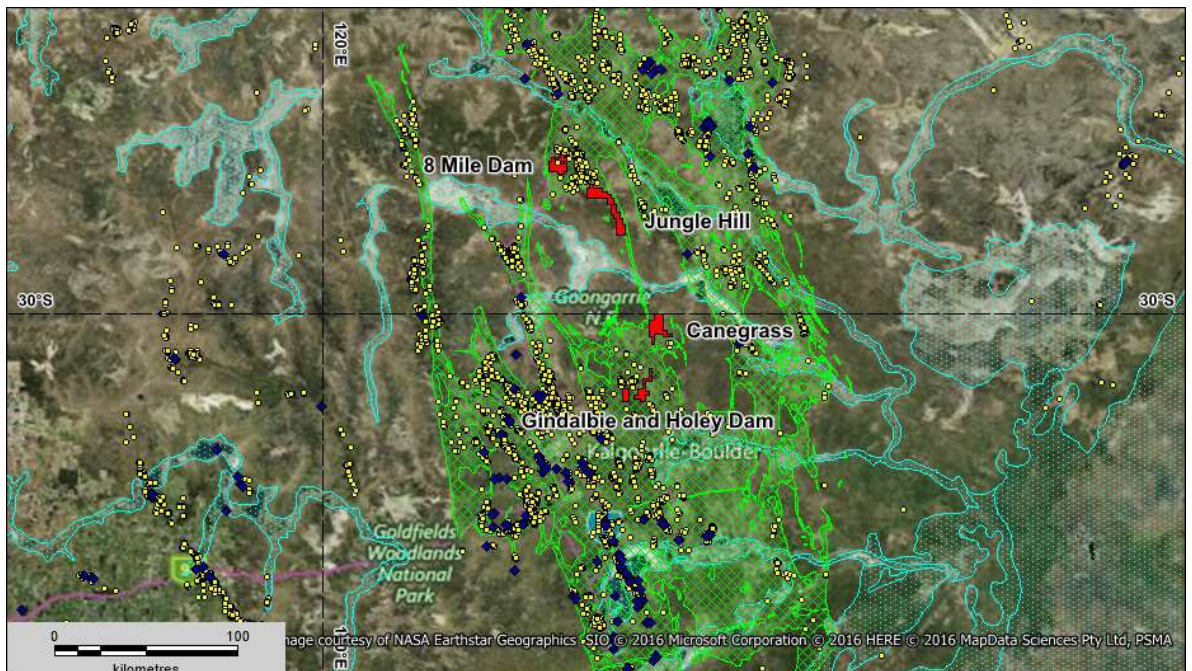 120°E
8 Mile Dam
Jungle Hill
30°S
30°S
Goongarrie
N.P.
Canegrass
Gindalbie and Holey Dam
Kalgoorlie-Boulder
Goldfields
Woodlands
National
Park
0 100
kilometres
120°E
mage courtesy of NASA Earthstar Geographics SIO © 2016 Microsoft Corporation © 2016 HERE © 2016 MapData Sciences Pty Ltd, PSMA